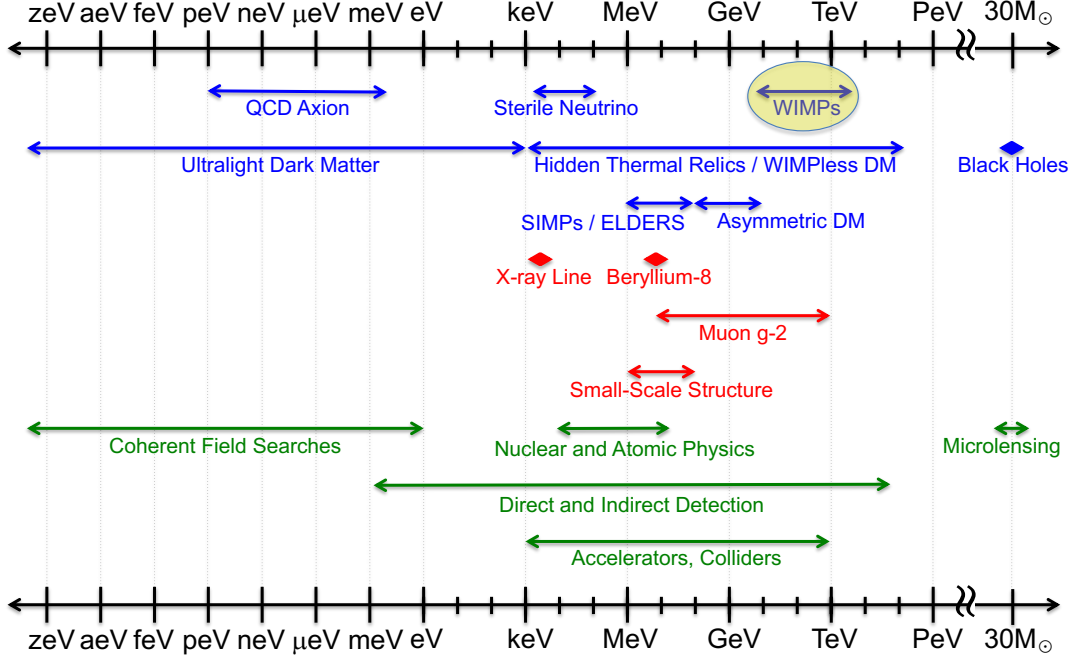 zeV aeV feV peV neV μeV meV eV keV MeV GeV TeV PeV 30M☉
QCD Axion Sterile Neutrino WIMPs
Ultralight Dark Matter Hidden Thermal Relics / WIMPless DM Black Holes
SIMPs / ELDERS Asymmetric DM
X-ray Line Beryllium-8
Muon g-2
Small-Scale Structure
Coherent Field Searches Nuclear and Atomic Physics Microlensing
Direct and Indirect Detection
Accelerators, Colliders
zeV aeV feV peV neV μeV meV eV keV MeV GeV TeV PeV 30M☉